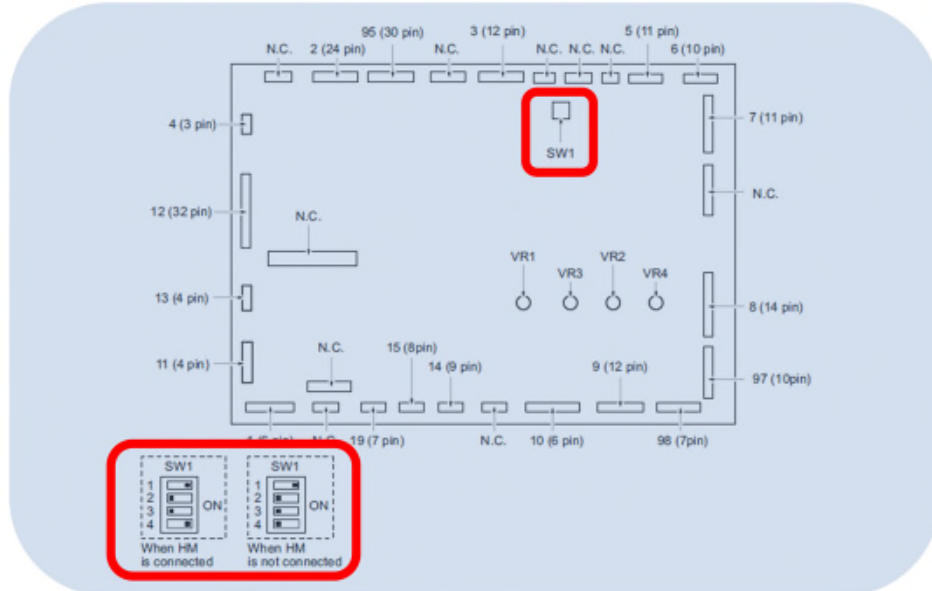 95 (30 pin)
3 (12 pin)
5 (11 pin)
N.C.
2 (24 pin)
N.C.
N.C.
N.C.
N.C.
6 (10 pin)
4 (3 pin)
SW1
7 (11 pin)
12 (32 pin)
N.C.
N.C.
VR1
VR3
VR2
VR4
13 (4 pin)
8 (14 pin)
11 (4 pin)
N.C.
15 (8pin)
14 (9 pin)
9 (12 pin)
97 (10pin)
N.C.
19 (7 pin)
N.C.
10 (6 pin)
98 (7pin)
SW1
1
2
3
4
ON
When HM
is connected
SW1
1
2
3
4
ON
When HM
is not connected